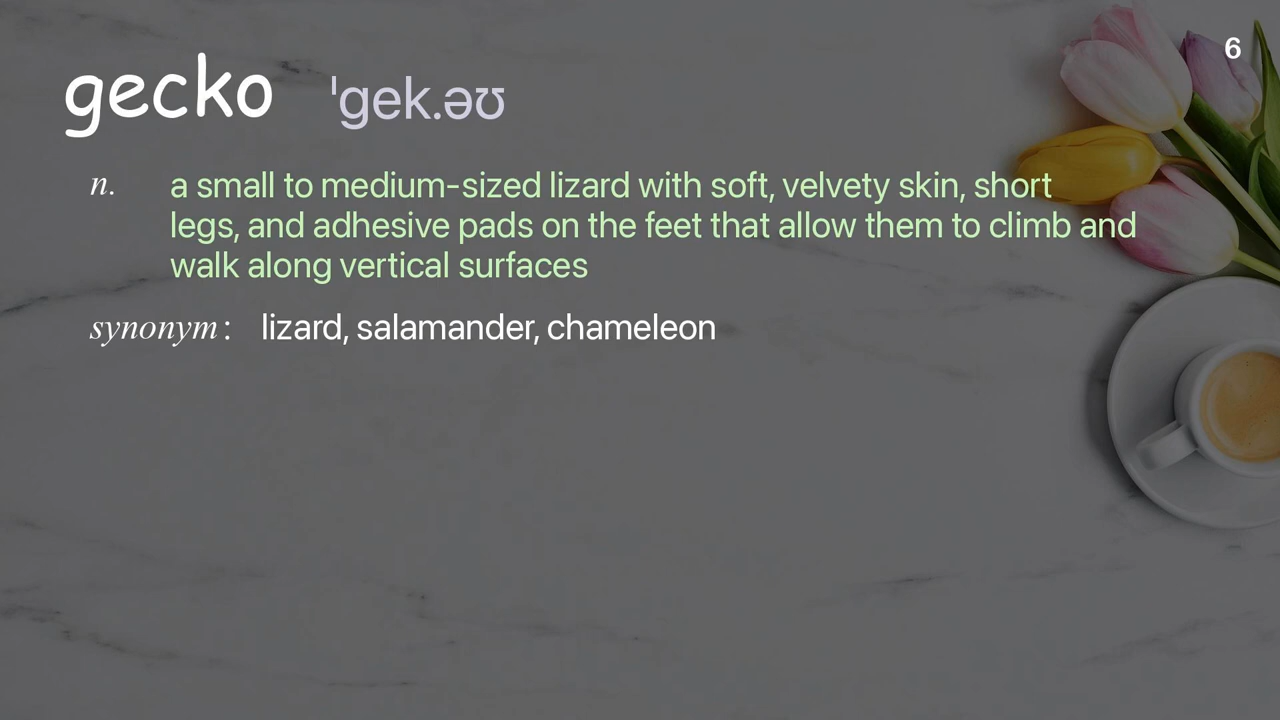 6
gecko ˈgek.əʊ
n. a small to medium-sized lizard with soft, velvety skin, short
legs, and adhesive pads on the feet that allow them to climb and
walk along vertical surfaces
synonym: lizard, salamander, chameleon